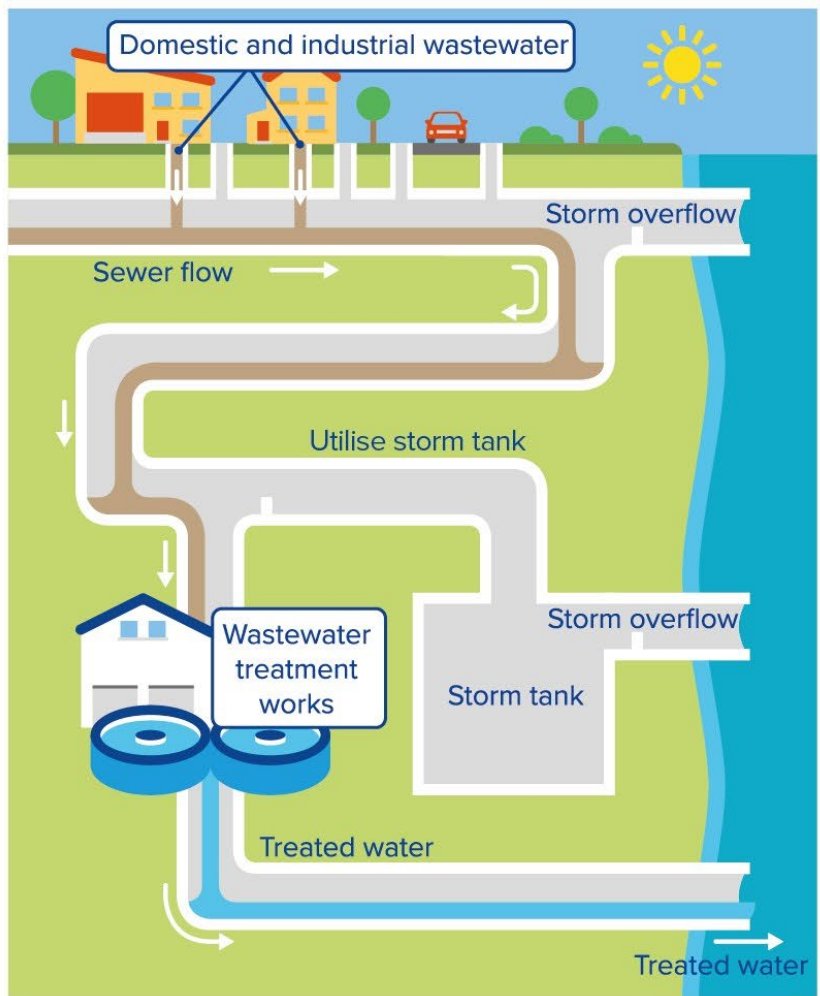 Domestic and industrial wastewater
Storm overflow
Sewer flow
Utilise storm tank
Wastewater
treatment
works
Storm overflow
Storm tank
Treated water
Treated water